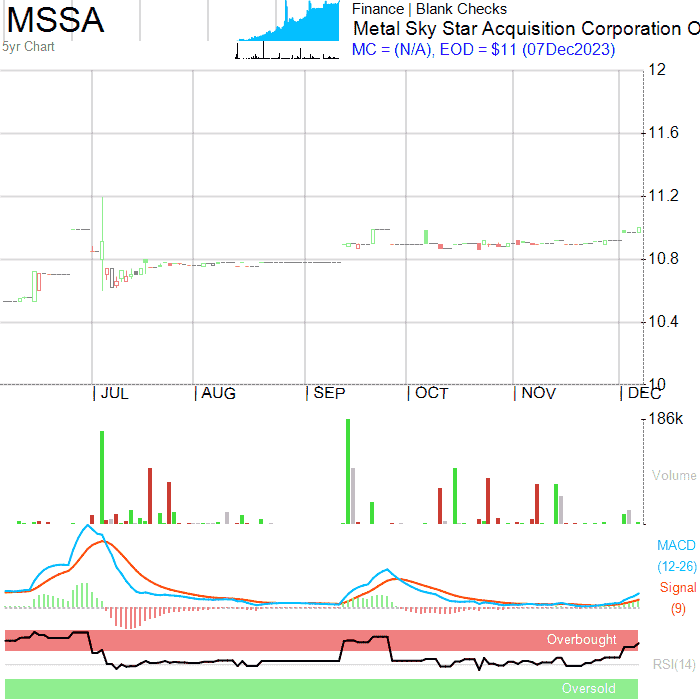 MSSA
5yr Chart
Finance | Blank Checks
Metal Sky Star Acquisition Corporation O
MC = (N/A), EOD = $11 (07Dec2023)
12
11.6
11.2
10.8
10.4
10
JUL
AUG
SEP
OCT
NOV
DEC
186k
Volume
MACD
(12-26)
Signal
(9)
Overbought
RSI(14)
Oversold